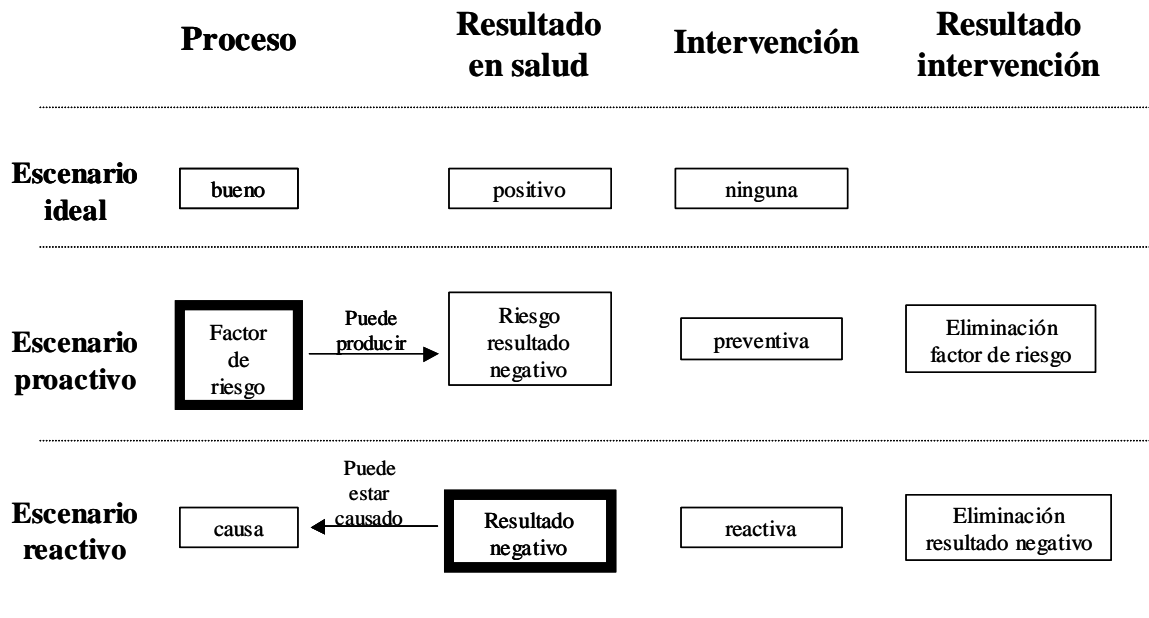 Proceso
Resultado
en salud
Intervención
Resultado
intervención
Escenario
ideal
bueno
positivo
ninguna
Escenario
proactivo
Factor
de
riesgo
Puede
producir
Riesgo
resultado
negativo
preventiva
Eliminación
factor de riesgo
Escenario
reactivo
causa
Puede
estar
causado
Resultado
negativo
reactiva
Eliminación
resultado negativo